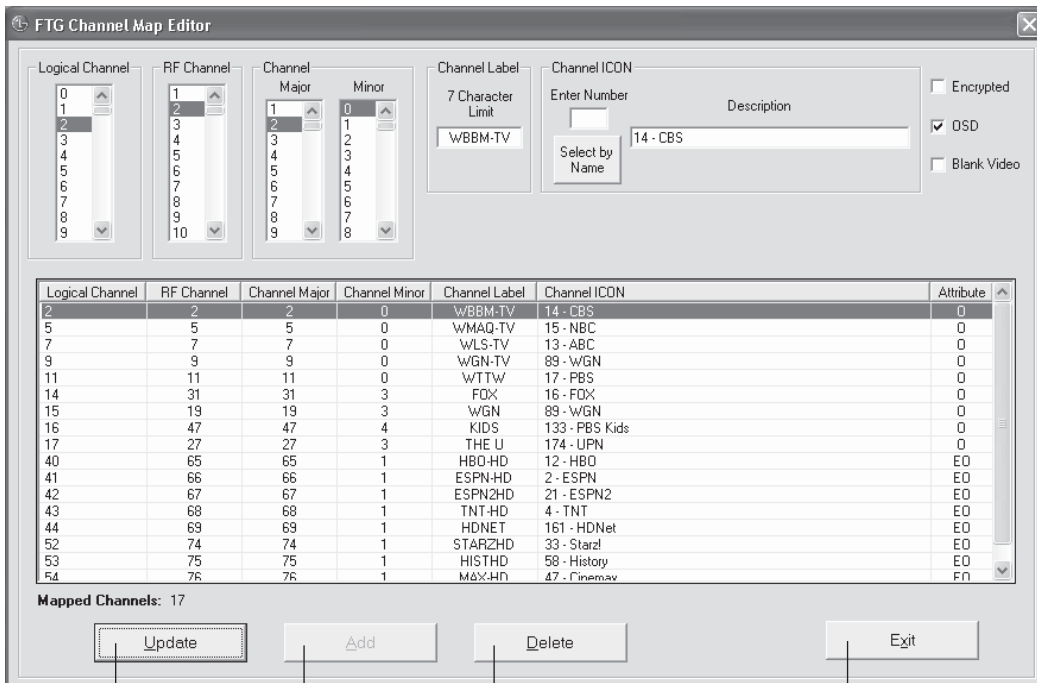 FTG Channel Map Editor
Logical Channel
0
1
2
3
4
5
6
7
8
9
RF Channel
1
2
3
4
5
6
7
8
9
10
Channel
Major
1
2
3
4
5
6
7
8
9
Minor
0
1
2
3
4
5
6
7
8
Channel Label
7 Character
Limit
WBBM-TV
Channel ICON
Enter Number
Select by
Name
Description
14 - CBS
Encrypted
OSD
Blank Video
Logical Channel RF Channel Channel Major Channel Minor Channel Label Channel ICON Attribute
2 2 2 0 WBBM-TV 14 - CBS O
5 5 5 0 WMAQ-TV 15 - NBC O
7 7 7 0 WLS-TV 13 - ABC O
9 9 9 0 WGN-TV 89 - WGN O
11 11 11 0 WTTW 17 - PBS O
14 31 31 3 FOX 16 - FOX O
15 19 19 3 WGN 89 - WGN O
16 47 47 4 KIDS 133 - PBS Kids O
17 27 27 3 THE U 174 - UPN O
40 65 65 1 HBO-HD 12 - HBO EO
41 66 66 1 ESPN-HD 2 - ESPN EO
42 67 67 1 ESPN2HD 21 - ESPN2 EO
43 68 68 1 TNT-HD 4 - TNT EO
44 69 69 1 HDNET 161 - HDNet EO
52 74 74 1 STARZHD 33 - Starz! EO
53 75 75 1 HISTHD 58 - History EO
54 76 76 1 MAX-HD 47 - Cinemax EO
Mapped Channels: 17
Update Add Delete Exit